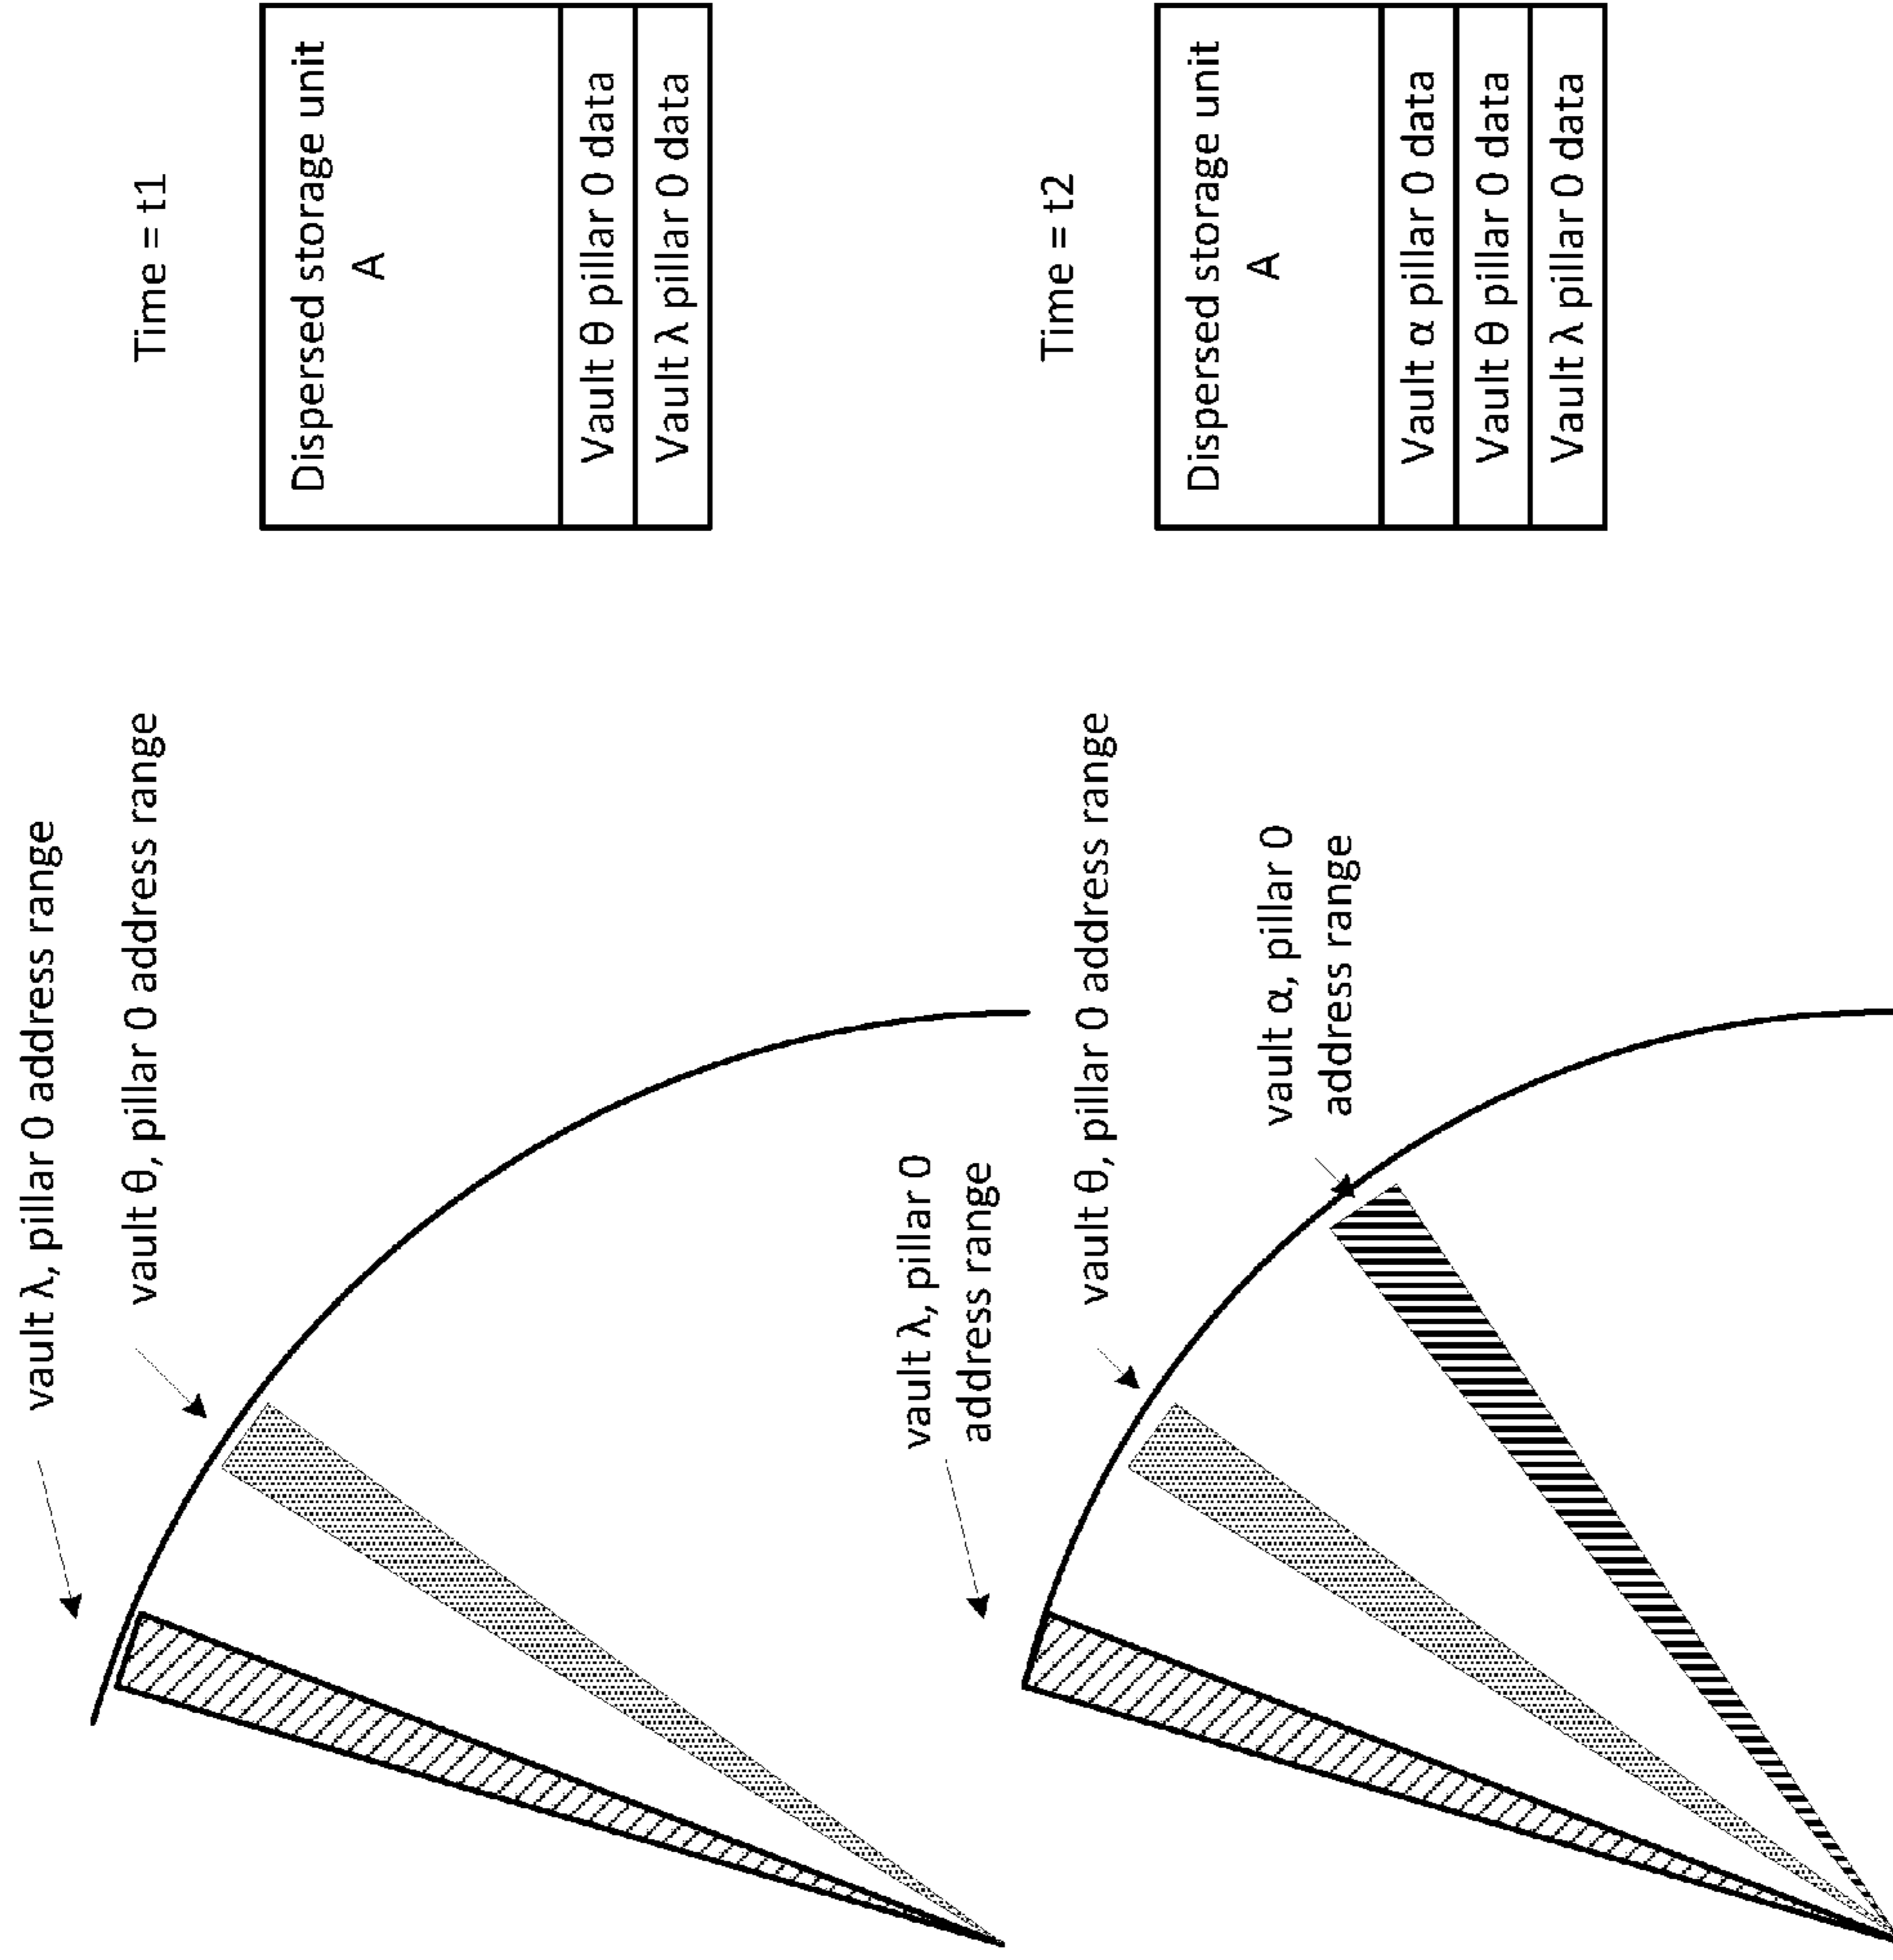 Time = t1
Dispersed storage unit
A
Vault θ pillar 0 data
Vault λ pillar 0 data
vault λ, pillar 0 address range
vault θ, pillar 0 address range
Time = t2
Dispersed storage unit
A
Vault α pillar 0 data
Vault θ pillar 0 data
Vault λ pillar 0 data
vault λ, pillar 0
address range
vault θ, pillar 0 address range
vault α, pillar 0
address range